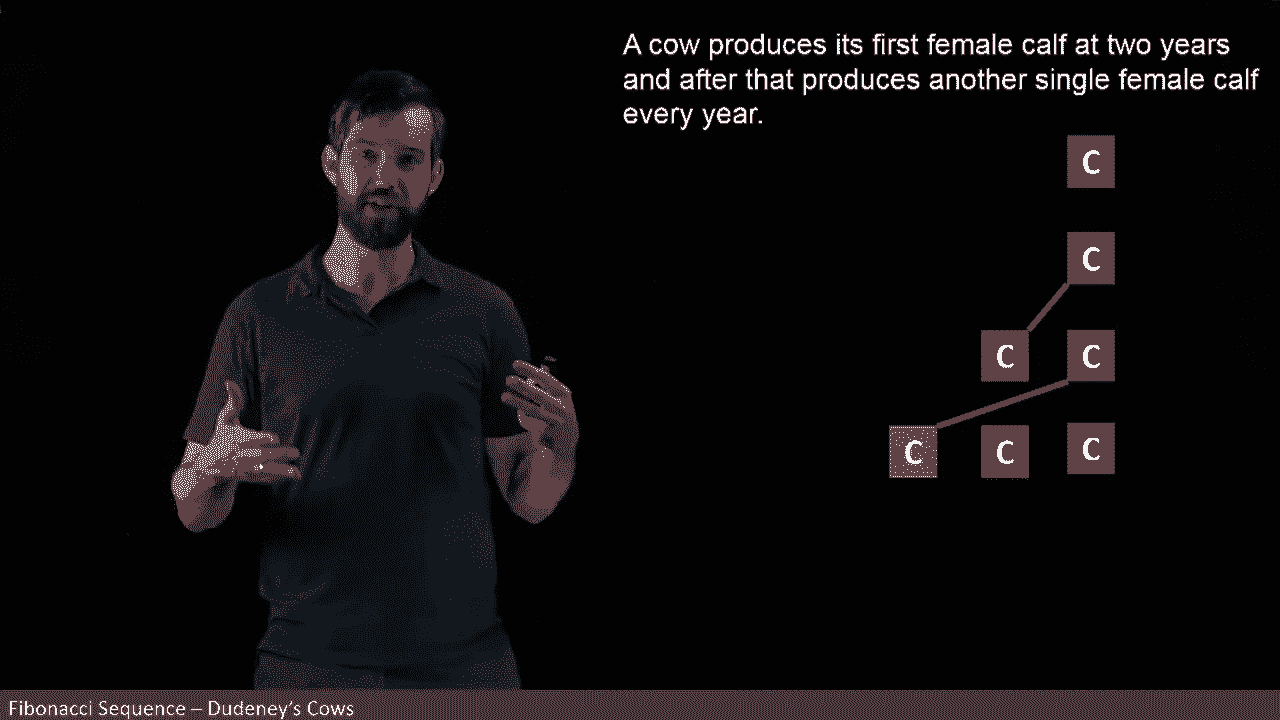 A cow produces its first female calf at two years
and after that produces another single female calf
every year.
C
C
C C
C C C
Fibonacci Sequence – Dudeney's Cows